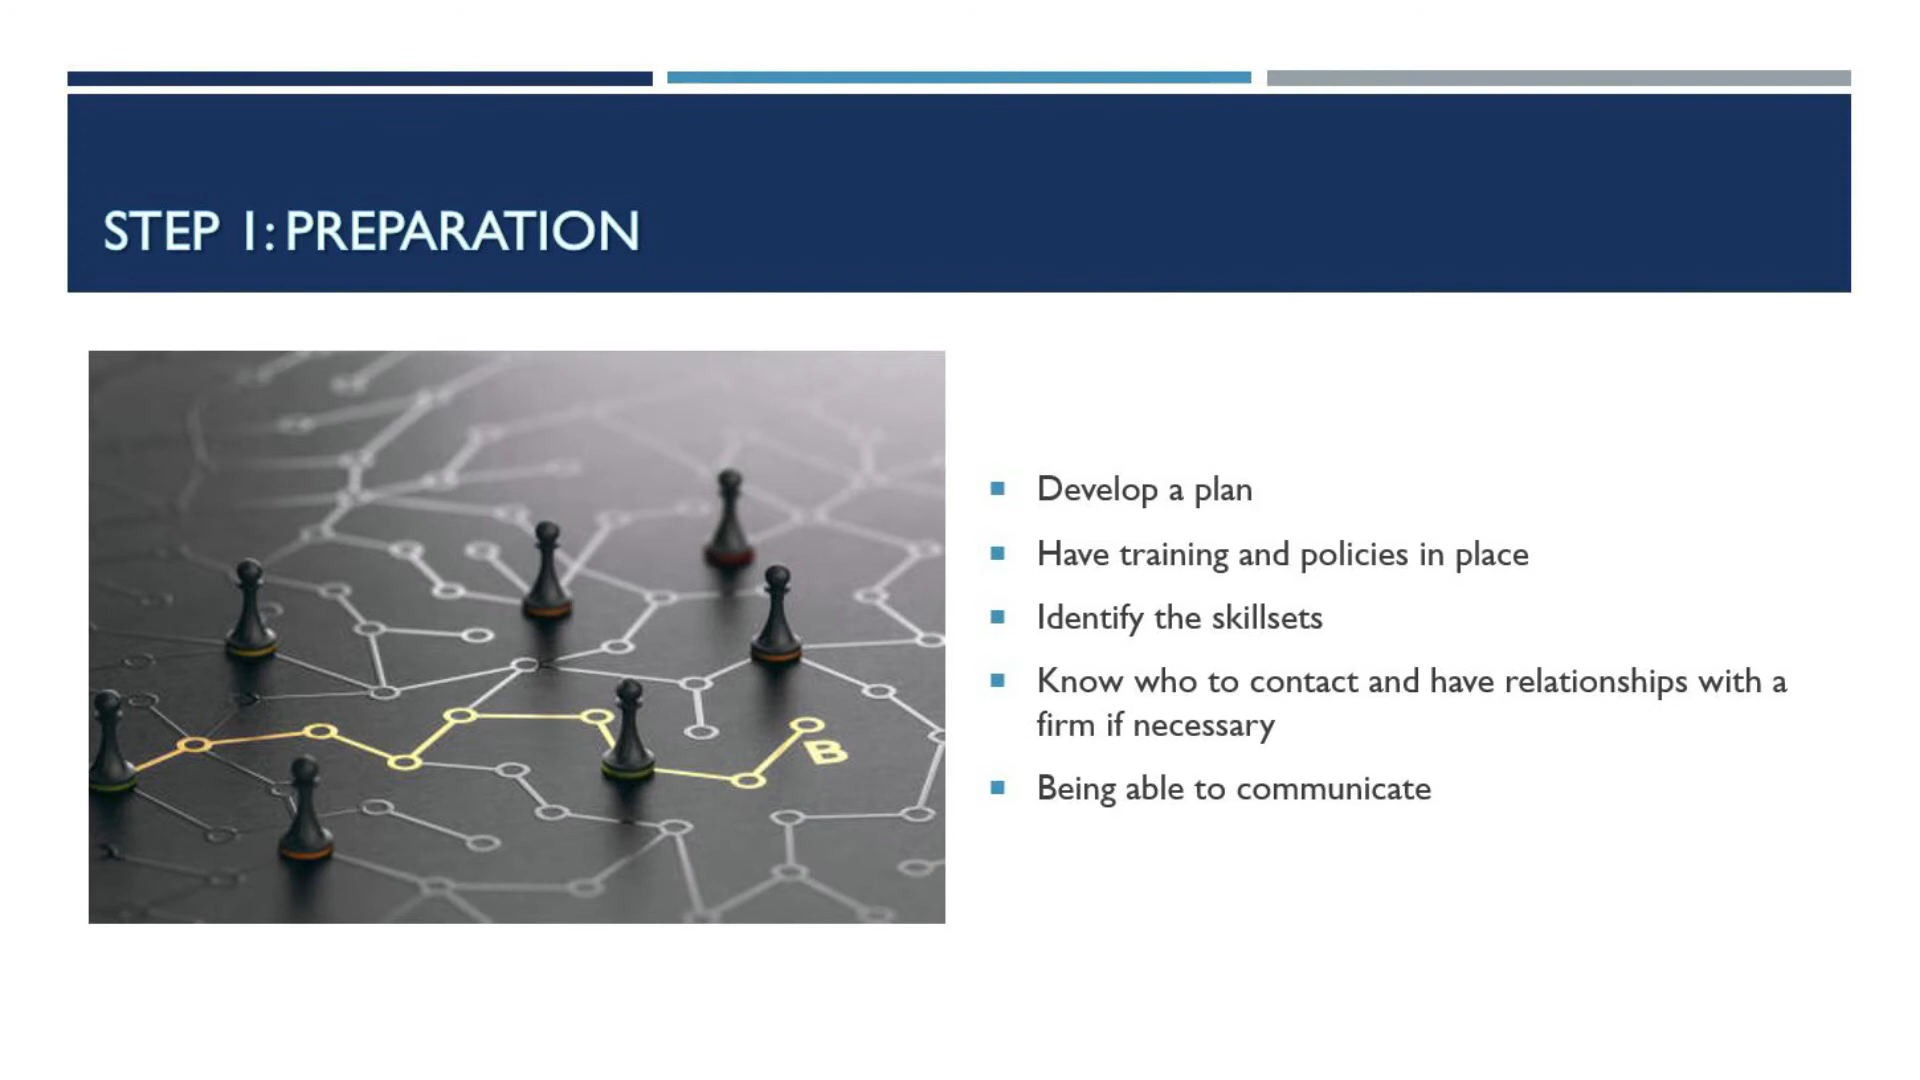 STEP 1: PREPARATION
B
Develop a plan
Have training and policies in place
Identify the skillsets
Know who to contact and have relationships with a
firm if necessary
Being able to communicate